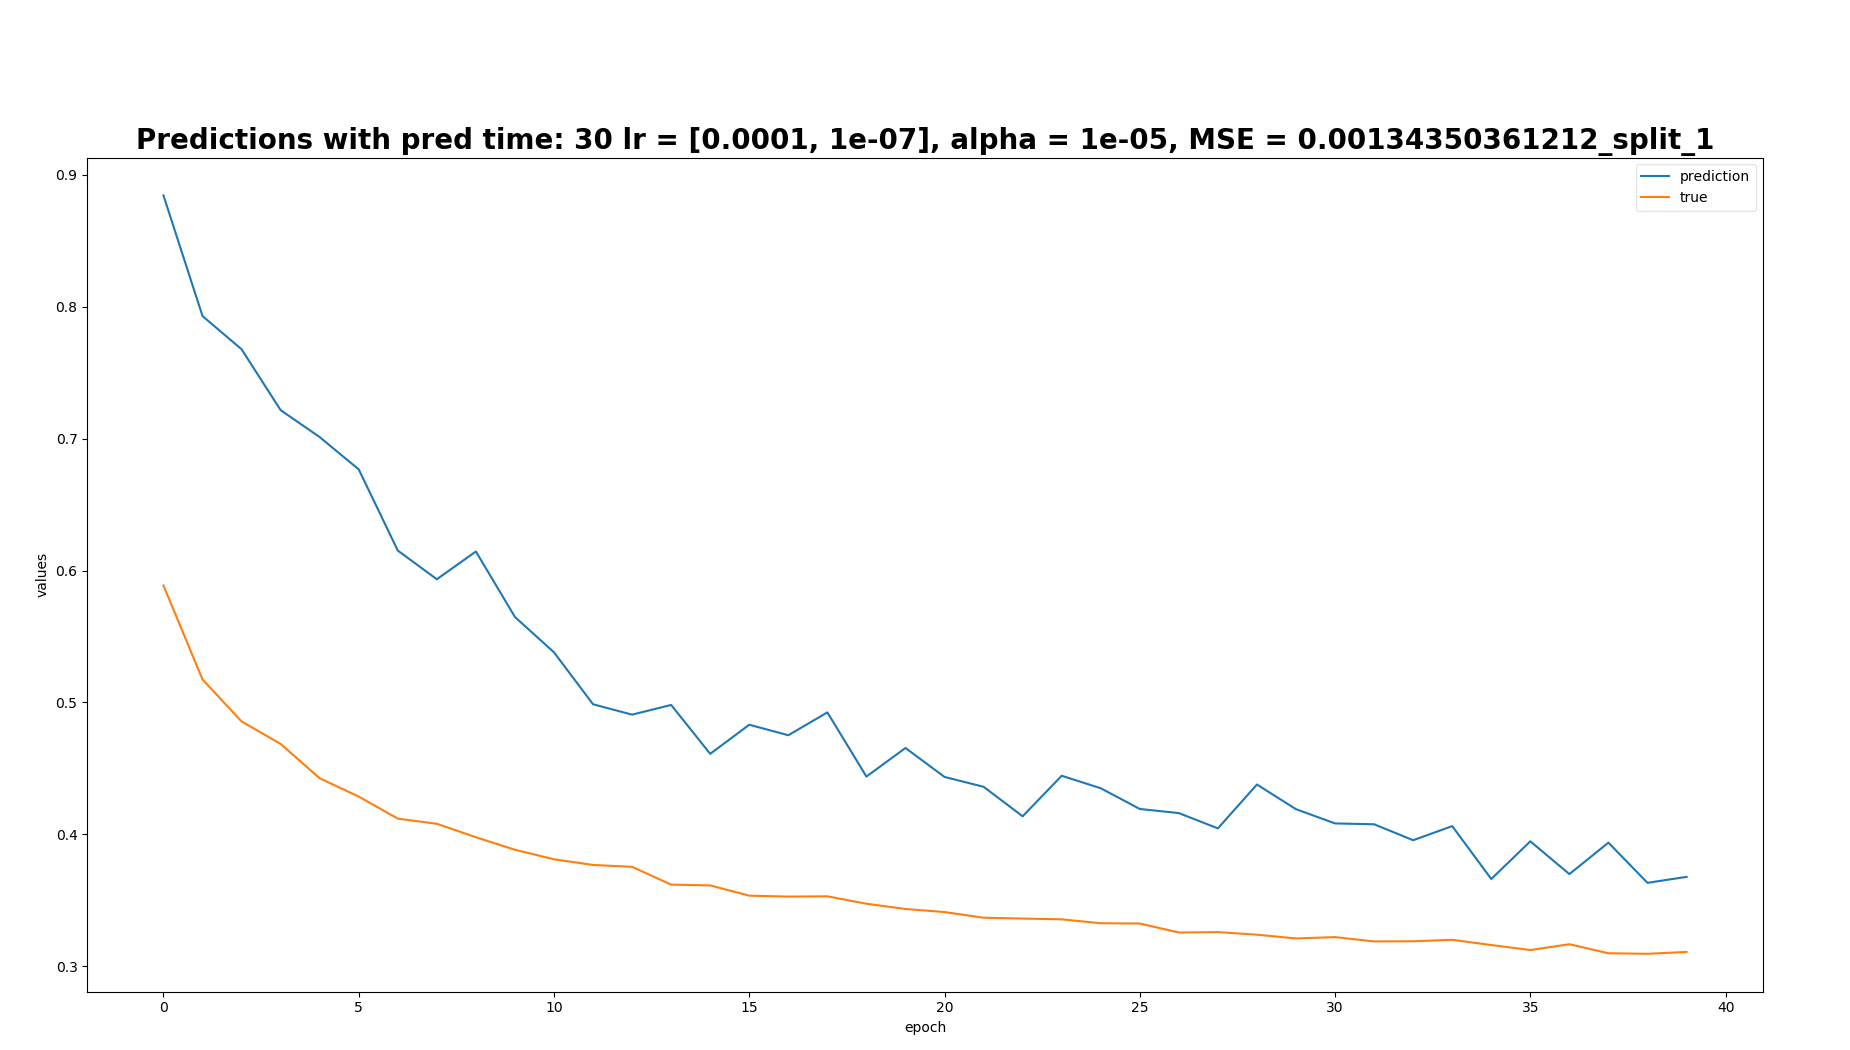 Predictions with pred time: 30 lr = [0.0001, 1e-07], alpha = 1e-05, MSE = 0.00134350361212_split_1
prediction
true
0.9
0.8
0.7
0.6
0.5
0.4
0.3
values
0 5 10 15 20 25 30 35 40
epoch